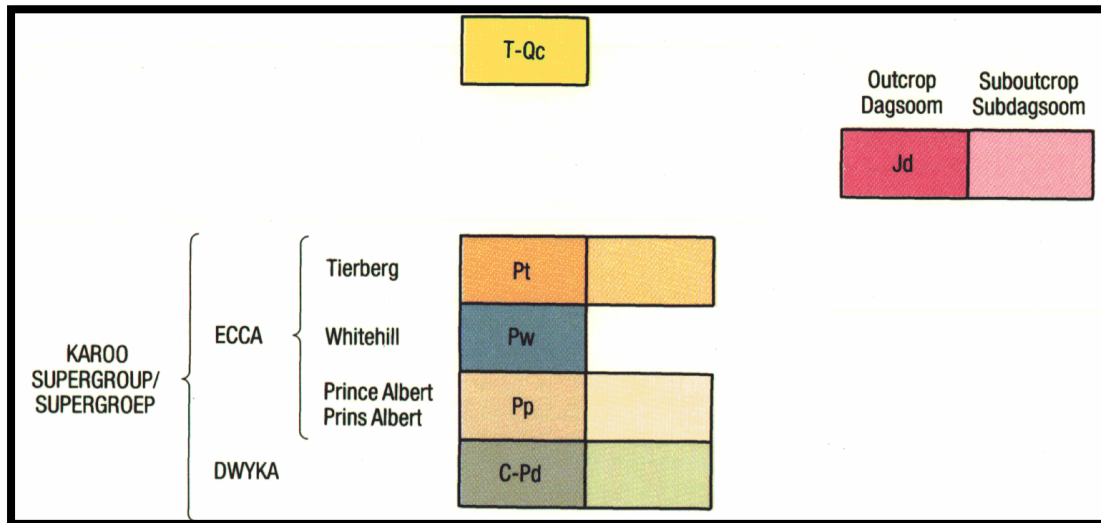 T-Qc
Outcrop Suboutcrop
Dagsoom Subdagsoom
Jd
Tierberg
Pt
ECCA
Whitehill
Pw
KAROO
SUPERGROUP/
SUPERGROEP
Prince Albert
Prins Albert
Pp
DWYKA
C-Pd